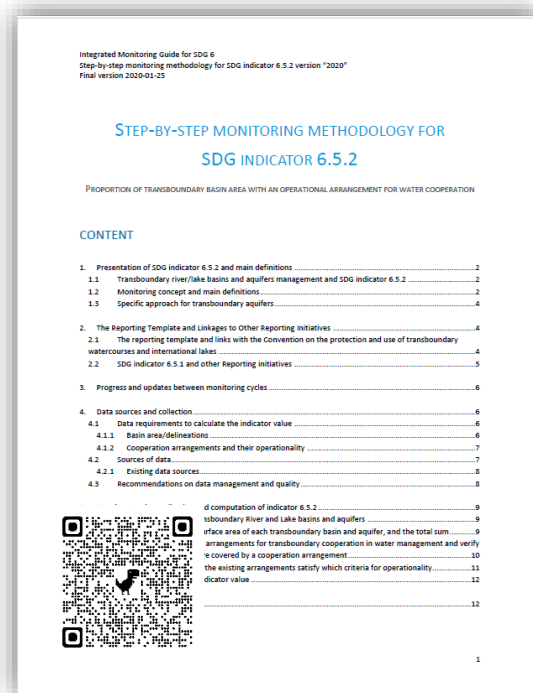 Integrated Monitoring Guide for SDG 6
Step-by-step monitoring methodology for SDG indicator 6.5.2 version "2020"
Final version 2020-01-25
STEP-BY-STEP MONITORING METHODOLOGY FOR
SDG INDICATOR 6.5.2
PROPORTION OF TRANSBOUNDARY BASIN AREA WITH AN OPERATIONAL ARRANGEMENT FOR WATER COOPERATION
CONTENT
1. Presentation of SDG indicator 6.5.2 and main definitions ... 2
1.1 Transboundary river/lake basins and aquifers management and SDG indicator 6.5.2 ... 2
1.2 Monitoring concept and main definitions ... 2
1.3 Specific approach for transboundary aquifers ... 4
2. The Reporting Template and Linkages to Other Reporting Initiatives ... 4
2.1 The reporting template and links with the Convention on the protection and use of transboundary
watercourses and international lakes ... 4
2.2 SDG indicator 6.5.1 and other Reporting initiatives ... 5
3. Progress and updates between monitoring cycles ... 6
4. Data sources and collection ... 6
4.1 Data requirements to calculate the indicator value ... 6
4.1.1 Basin area/delineations ... 6
4.1.2 Cooperation arrangements and their operationality ... 7
4.2 Sources of data ... 7
4.2.1 Existing data sources ... 8
4.3 Recommendations on data management and quality ... 8
d computation of indicator 6.5.2 ... 9
nsboundary River and Lake basins and aquifers ... 9
rface area of each transboundary basin and aquifer, and the total sum ... 9
arrangements for transboundary cooperation in water management and verify
e covered by a cooperation arrangement ... 10
the existing arrangements satisfy which criteria for operationality ... 11
dicator value ... 12
... 12
1